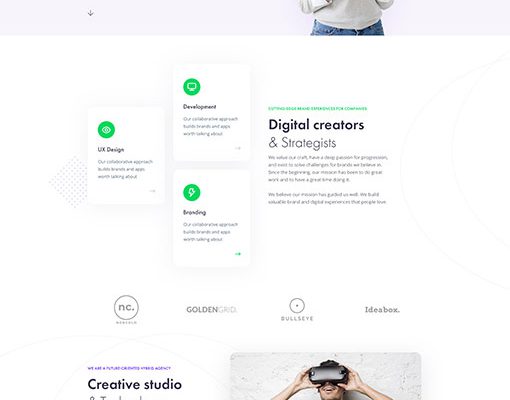 Development
Our collaborative approach
builds brands and apps
worth talking about
UX Design
Our collaborative approach
builds brands and apps
worth talking about
Branding
Our collaborative approach
builds brands and apps
worth talking about
CUTTING EDGE BRAND EXPERIENCES FOR COMPANIES
Digital creators
& Strategists
We value our craft, have a deep passion for progression,
and exist to solve challenges for brands we believe in.
Since the beginning, our mission has been to do great
work and to have a great time doing it.
We believe our mission has guided us well. We build
valuable brand and digital experiences that people love.
nc.
GOLDENGRID.
BULLSEYE
Ideabox.
WE ARE A FUTURE-ORIENTED HYBRID AGENCY
Creative studio